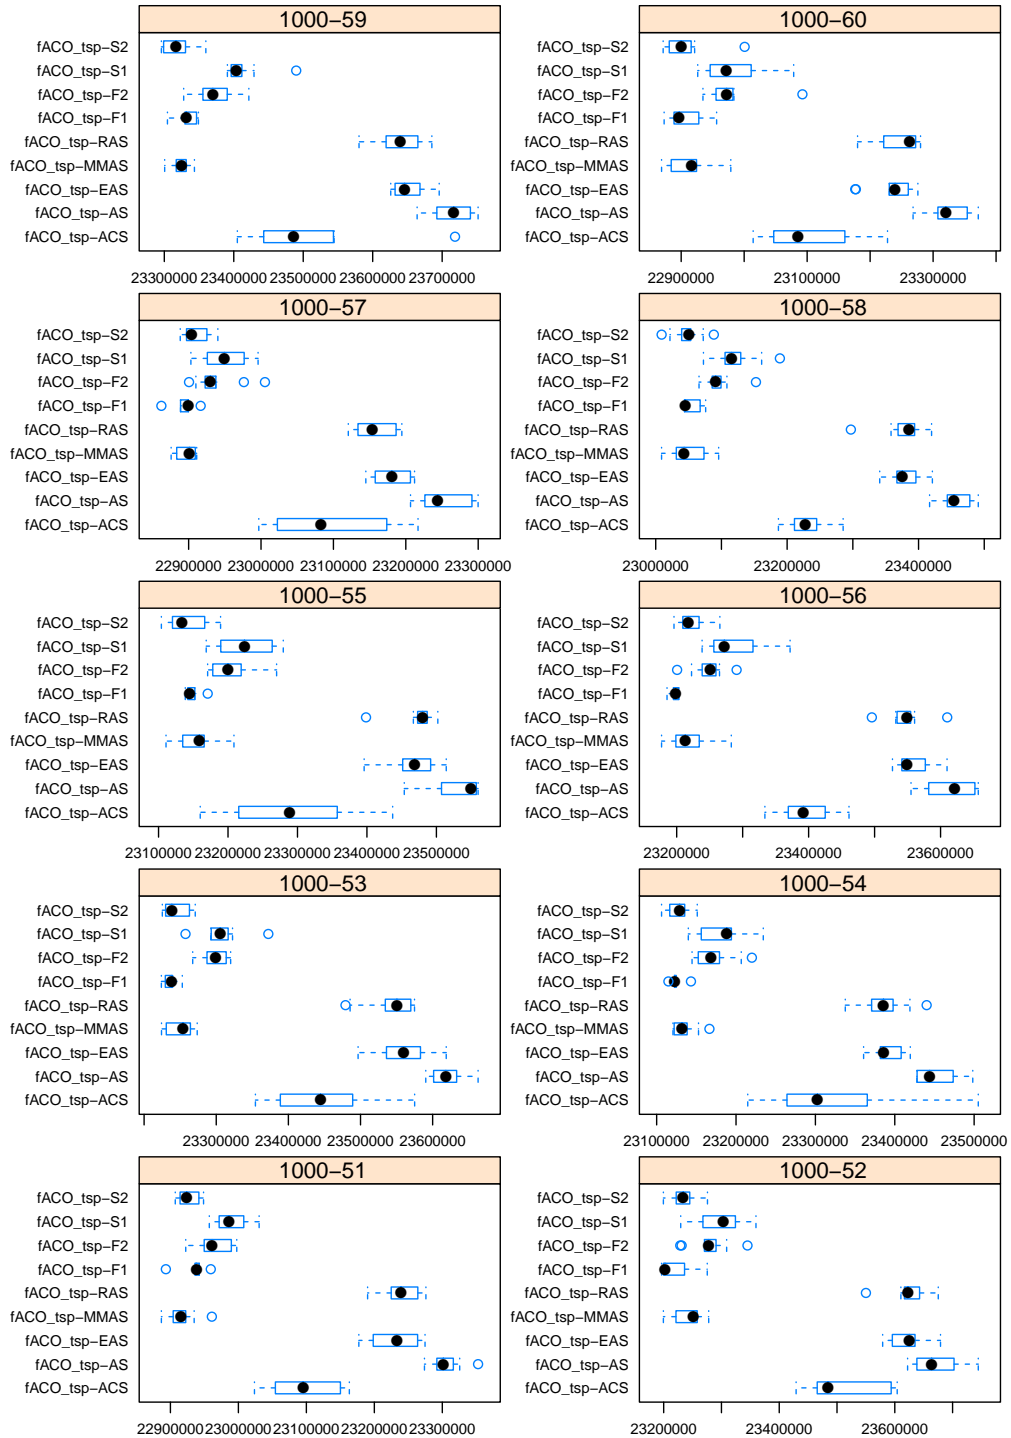 1000−59
fACO_tsp−S2
fACO_tsp−S1
fACO_tsp−F2
fACO_tsp−F1
fACO_tsp−RAS
fACO_tsp−MMAS
fACO_tsp−EAS
fACO_tsp−AS
fACO_tsp−ACS
23300000 23400000 23500000 23600000 23700000
1000−60
fACO_tsp−S2
fACO_tsp−S1
fACO_tsp−F2
fACO_tsp−F1
fACO_tsp−RAS
fACO_tsp−MMAS
fACO_tsp−EAS
fACO_tsp−AS
fACO_tsp−ACS
22900000 23100000 23300000
1000−57
fACO_tsp−S2
fACO_tsp−S1
fACO_tsp−F2
fACO_tsp−F1
fACO_tsp−RAS
fACO_tsp−MMAS
fACO_tsp−EAS
fACO_tsp−AS
fACO_tsp−ACS
22900000 23000000 23100000 23200000 23300000
1000−58
fACO_tsp−S2
fACO_tsp−S1
fACO_tsp−F2
fACO_tsp−F1
fACO_tsp−RAS
fACO_tsp−MMAS
fACO_tsp−EAS
fACO_tsp−AS
fACO_tsp−ACS
23000000 23200000 23400000
1000−55
fACO_tsp−S2
fACO_tsp−S1
fACO_tsp−F2
fACO_tsp−F1
fACO_tsp−RAS
fACO_tsp−MMAS
fACO_tsp−EAS
fACO_tsp−AS
fACO_tsp−ACS
23100000 23200000 23300000 23400000 23500000
1000−56
fACO_tsp−S2
fACO_tsp−S1
fACO_tsp−F2
fACO_tsp−F1
fACO_tsp−RAS
fACO_tsp−MMAS
fACO_tsp−EAS
fACO_tsp−AS
fACO_tsp−ACS
23200000 23400000 23600000
1000−53
fACO_tsp−S2
fACO_tsp−S1
fACO_tsp−F2
fACO_tsp−F1
fACO_tsp−RAS
fACO_tsp−MMAS
fACO_tsp−EAS
fACO_tsp−AS
fACO_tsp−ACS
23300000 23400000 23500000 23600000
1000−54
fACO_tsp−S2
fACO_tsp−S1
fACO_tsp−F2
fACO_tsp−F1
fACO_tsp−RAS
fACO_tsp−MMAS
fACO_tsp−EAS
fACO_tsp−AS
fACO_tsp−ACS
23100000 23200000 23300000 23400000 23500000
1000−51
fACO_tsp−S2
fACO_tsp−S1
fACO_tsp−F2
fACO_tsp−F1
fACO_tsp−RAS
fACO_tsp−MMAS
fACO_tsp−EAS
fACO_tsp−AS
fACO_tsp−ACS
22900000 23000000 23100000 23200000 23300000
1000−52
fACO_tsp−S2
fACO_tsp−S1
fACO_tsp−F2
fACO_tsp−F1
fACO_tsp−RAS
fACO_tsp−MMAS
fACO_tsp−EAS
fACO_tsp−AS
fACO_tsp−ACS
23200000 23400000 23600000